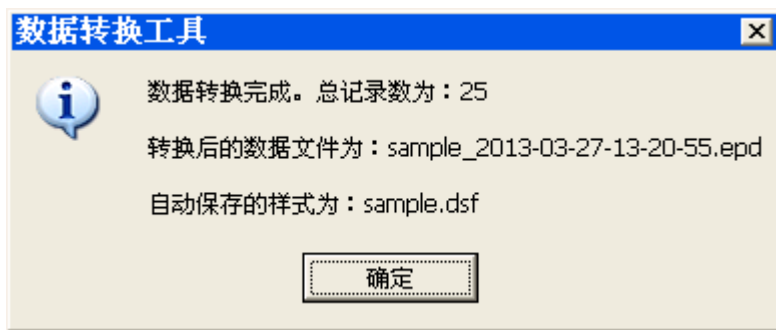 数据转换工具
数据转换完成。总记录数为：25
转换后的数据文件为：sample_2013-03-27-13-20-55.epd
自动保存的样式为：sample.dsf
确定